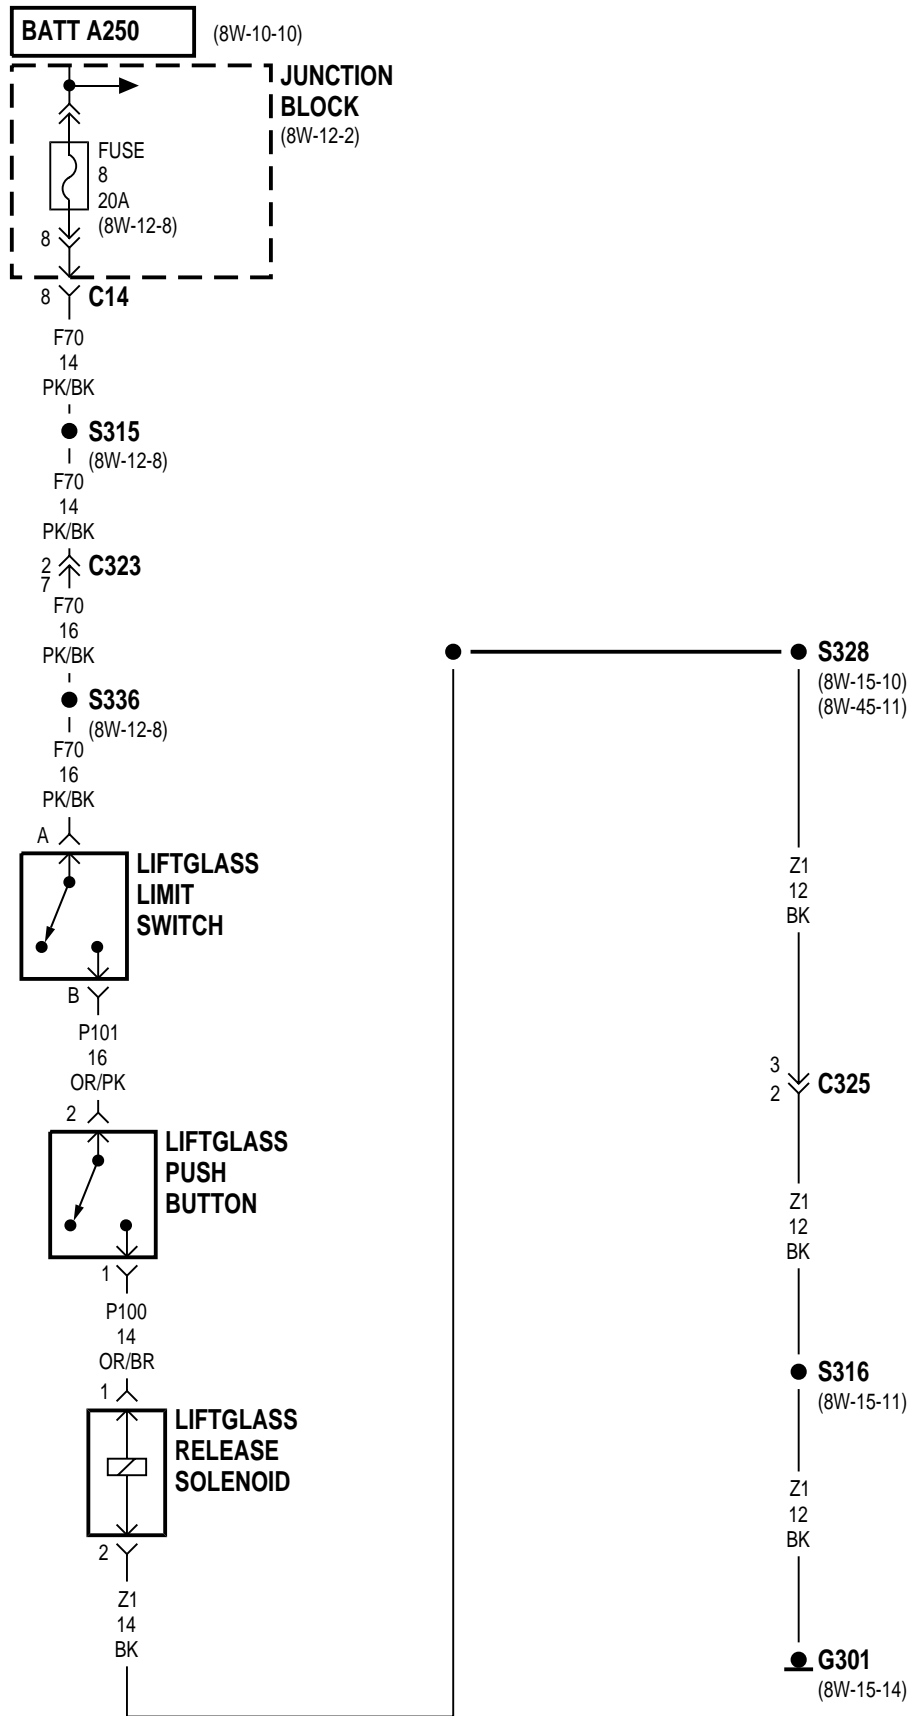 BATT A250 (8W-10-10)
JUNCTION
BLOCK
(8W-12-2)
FUSE
8
20A
(8W-12-8)
8
8 C14
F70
14
PK/BK
S315
(8W-12-8)
F70
14
PK/BK
2 C323
7
F70
16
PK/BK
S336
(8W-12-8)
F70
16
PK/BK
A
LIFTGLASS
LIMIT
SWITCH
B
P101
16
OR/PK
2
LIFTGLASS
PUSH
BUTTON
1
P100
14
OR/BR
1
LIFTGLASS
RELEASE
SOLENOID
2
Z1
14
BK
S328
(8W-15-10)
(8W-45-11)
Z1
12
BK
3
2 C325
Z1
12
BK
S316
(8W-15-11)
Z1
12
BK
G301
(8W-15-14)